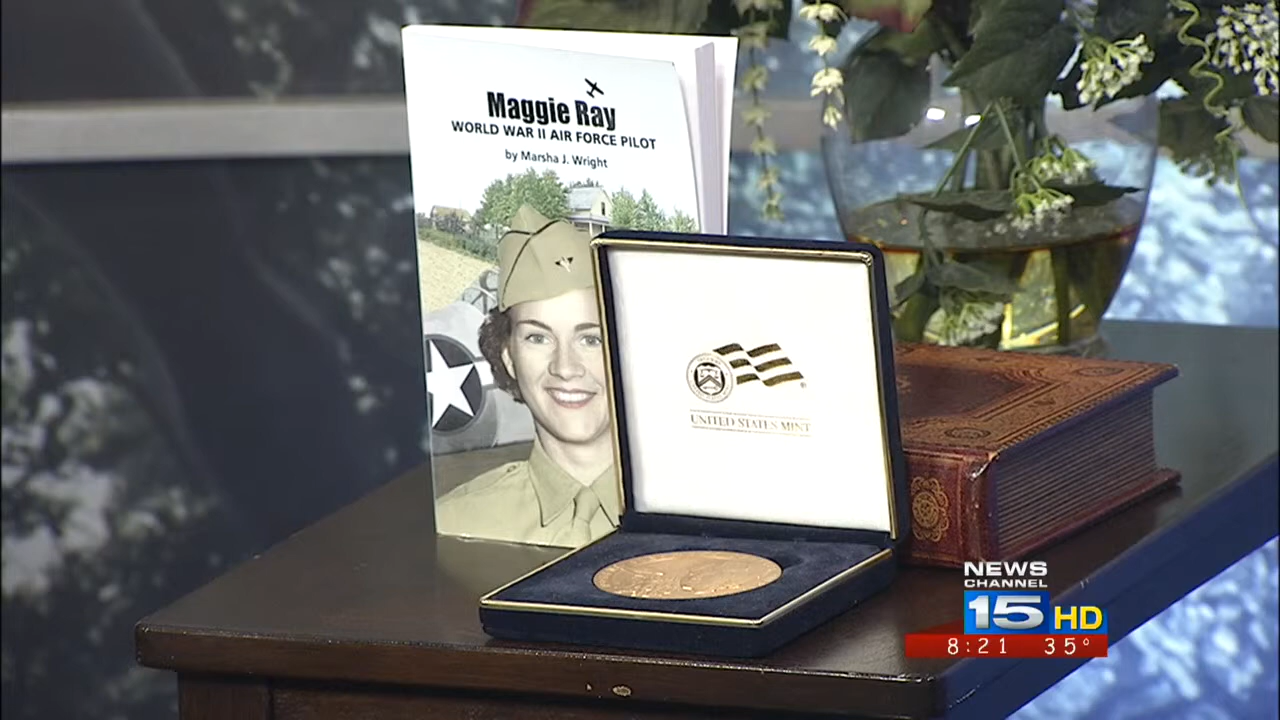 Maggie Ray
WORLD WAR II AIR FORCE PILOT
by Marsha J. Wright
UNITED STATES MINT
NEWS
CHANNEL
15 HD
8:21 35°